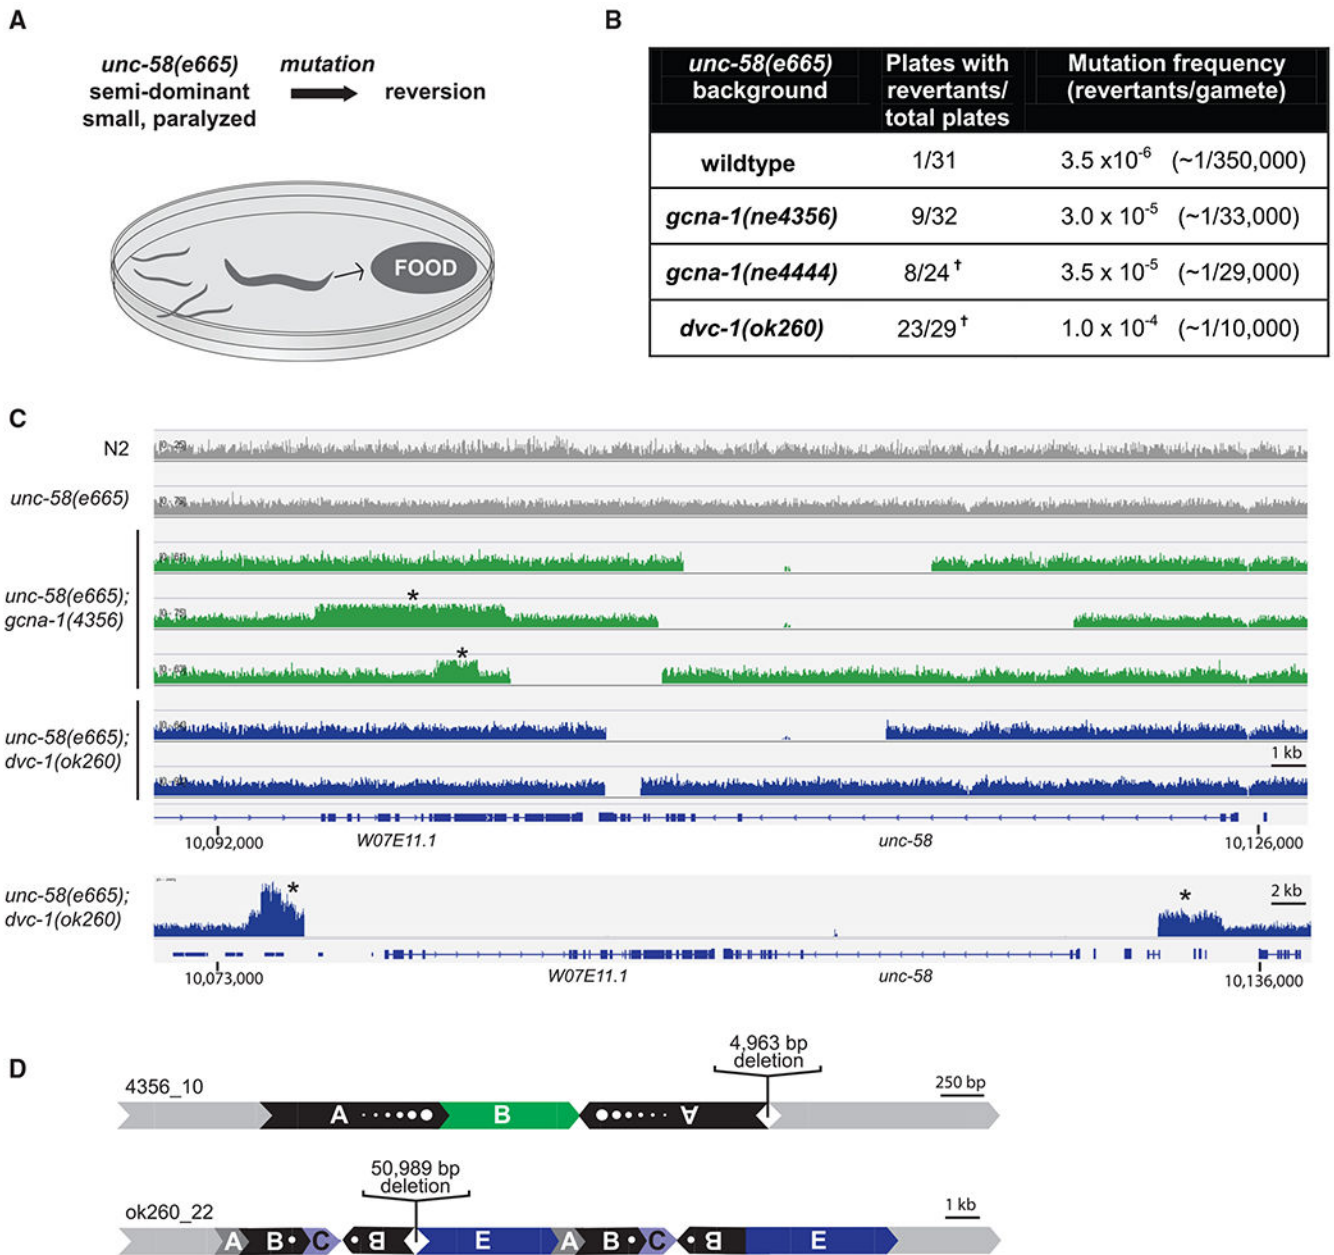 A
unc-58(e665) mutation
semi-dominant reversion
small, paralyzed
FOOD
B
unc-58(e665) background Plates with revertants/ total plates Mutation frequency (revertants/gamete)
wildtype 1/31 3.5 x10-6 (~1/350,000)
gcna-1(ne4356) 9/32 3.0 x 10-5 (~1/33,000)
gcna-1(ne4444) 8/24† 3.5 x 10-5 (~1/29,000)
dvc-1(ok260) 23/29† 1.0 x 10-4 (~1/10,000)
C
N2
unc-58(e665)
unc-58(e665);
gcna-1(4356)
*
*
unc-58(e665);
dvc-1(ok260)
1 kb
10,092,000 W07E11.1 unc-58 10,126,000
unc-58(e665);
dvc-1(ok260)
* *
2 kb
10,073,000 W07E11.1 unc-58 10,136,000
D
4,963 bp
deletion
4356_10 250 bp
A B A
50,989 bp
deletion
ok260_22 1 kb
A B C B E A B C B E